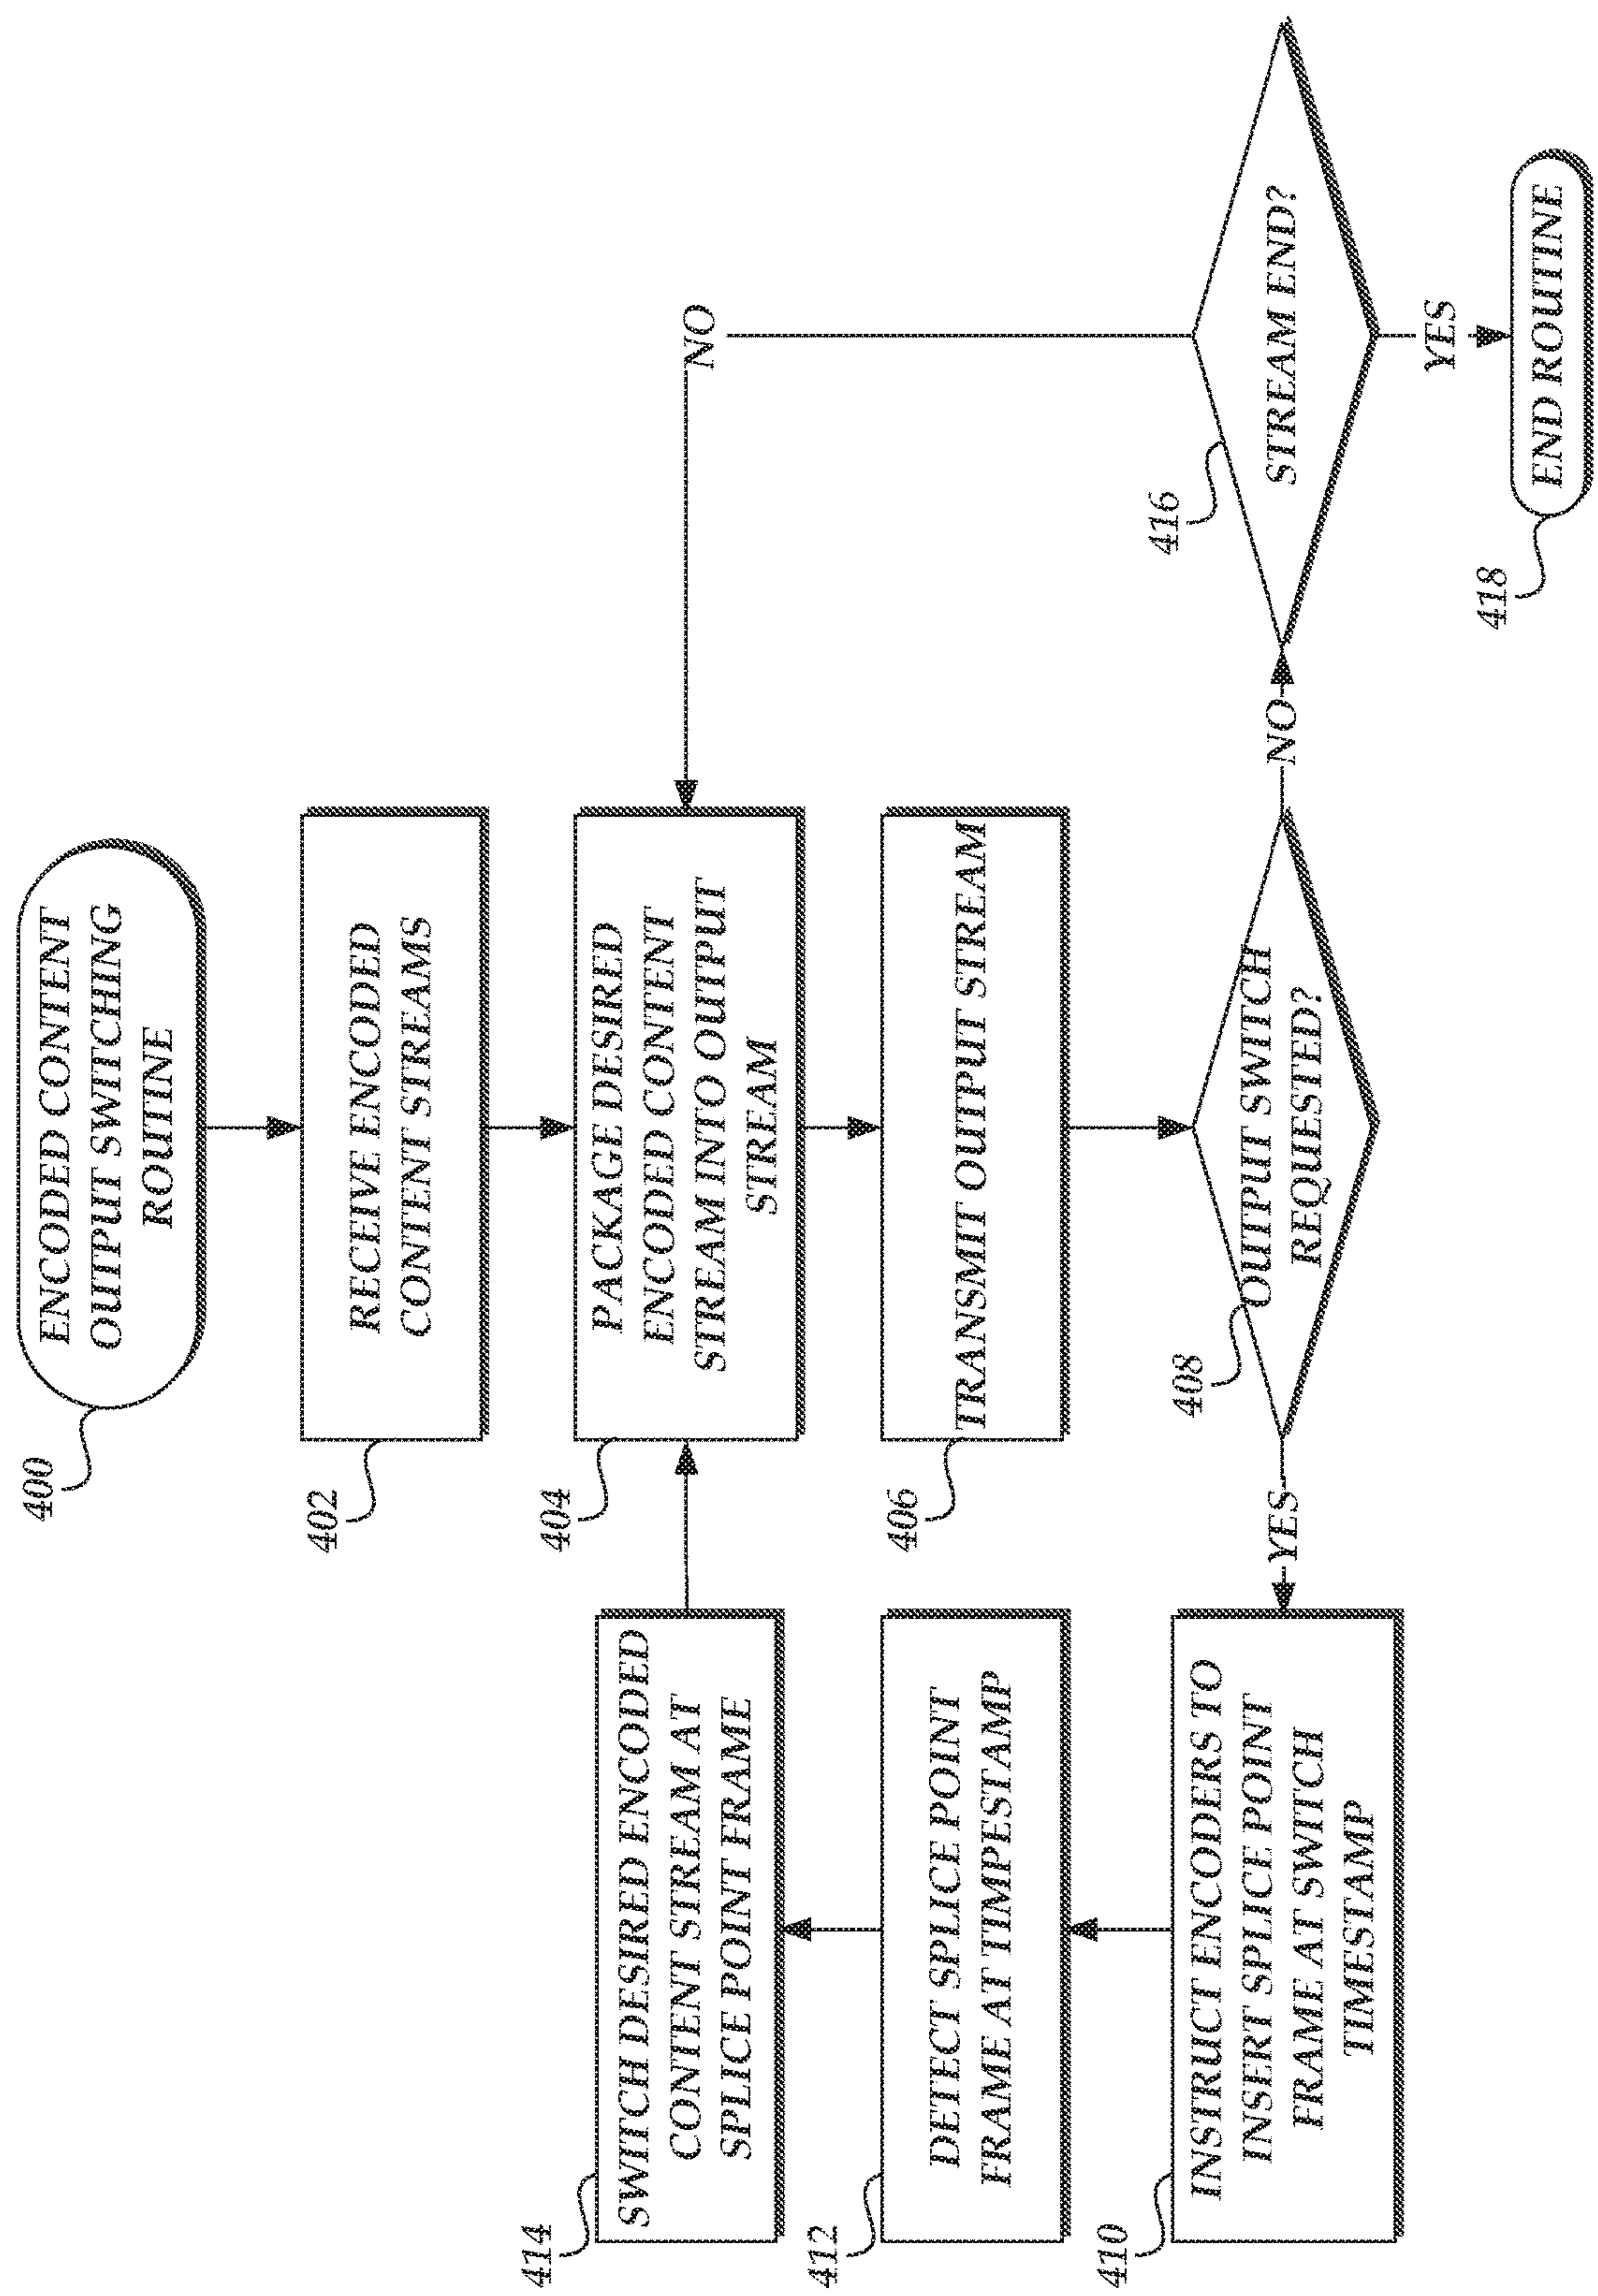 400
ENCODED CONTENT
OUTPUT SWITCHING
ROUTINE
402
RECEIVE ENCODED
CONTENT STREAMS
404
PACKAGE DESIRED
ENCODED CONTENT
STREAM INTO OUTPUT
STREAM
406
TRANSMIT OUTPUT STREAM
408
OUTPUT SWITCH
REQUESTED?
YES
NO
410
INSTRUCT ENCODERS TO
INSERT SPLICE POINT
FRAME AT SWITCH
TIMESTAMP
412
DETECT SPLICE POINT
FRAME AT TIMPESTAMP
414
SWITCH DESIRED ENCODED
CONTENT STREAM AT
SPLICE POINT FRAME
416
STREAM END?
NO
YES
418
END ROUTINE